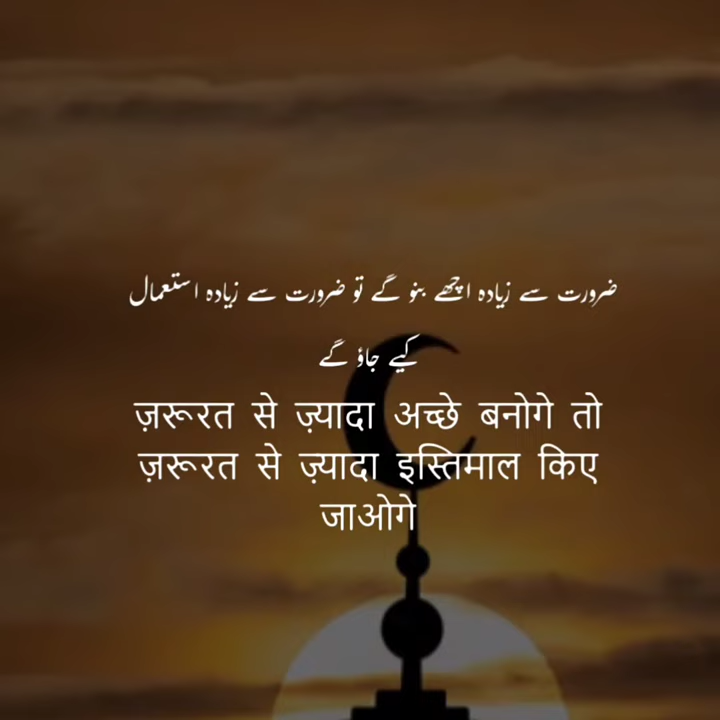 ضرورت سے زیادہ اچھے بنو گے تو ضرورت سے زیادہ استعمال
کیے جاؤ گے
ज़रूरत से ज़्यादा अच्छे बनोगे तो
ज़रूरत से ज़्यादा इस्तिमाल किए
जाओगे